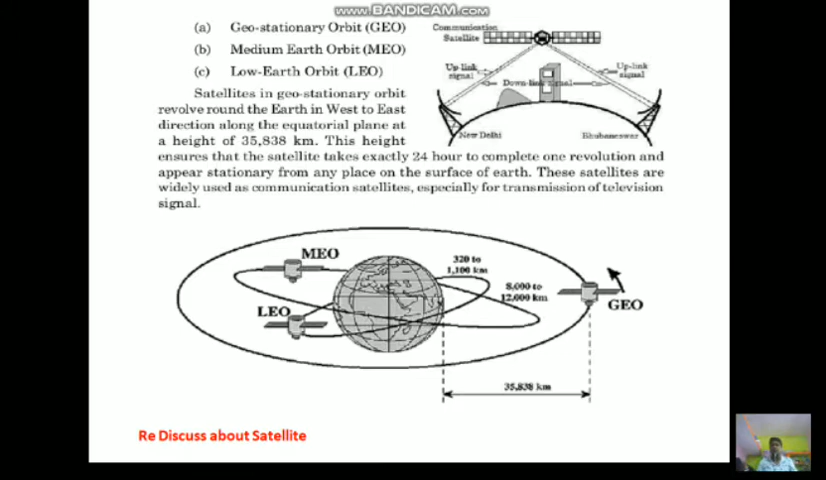 www.BANDICAM.com
(a) Geo-stationary Orbit (GEO)
(b) Medium Earth Orbit (MEO)
(c) Low-Earth Orbit (LEO)
Satellites in geo-stationary orbit
revolve round the Earth in West to East
direction along the equatorial plane at
a height of 35,838 km. This height
ensures that the satellite takes exactly 24 hour to complete one revolution and
appear stationary from any place on the surface of earth. These satellites are
widely used as communication satellites, especially for transmission of television
signal.
Communication
Satellite
Up-link
signal
Down-link signal
Up-link
signal
New Delhi
Bhubaneswar
MEO
320 to
1,100 km
8,000 to
12,000 km
LEO
GEO
35,838 km
Re Discuss about Satellite